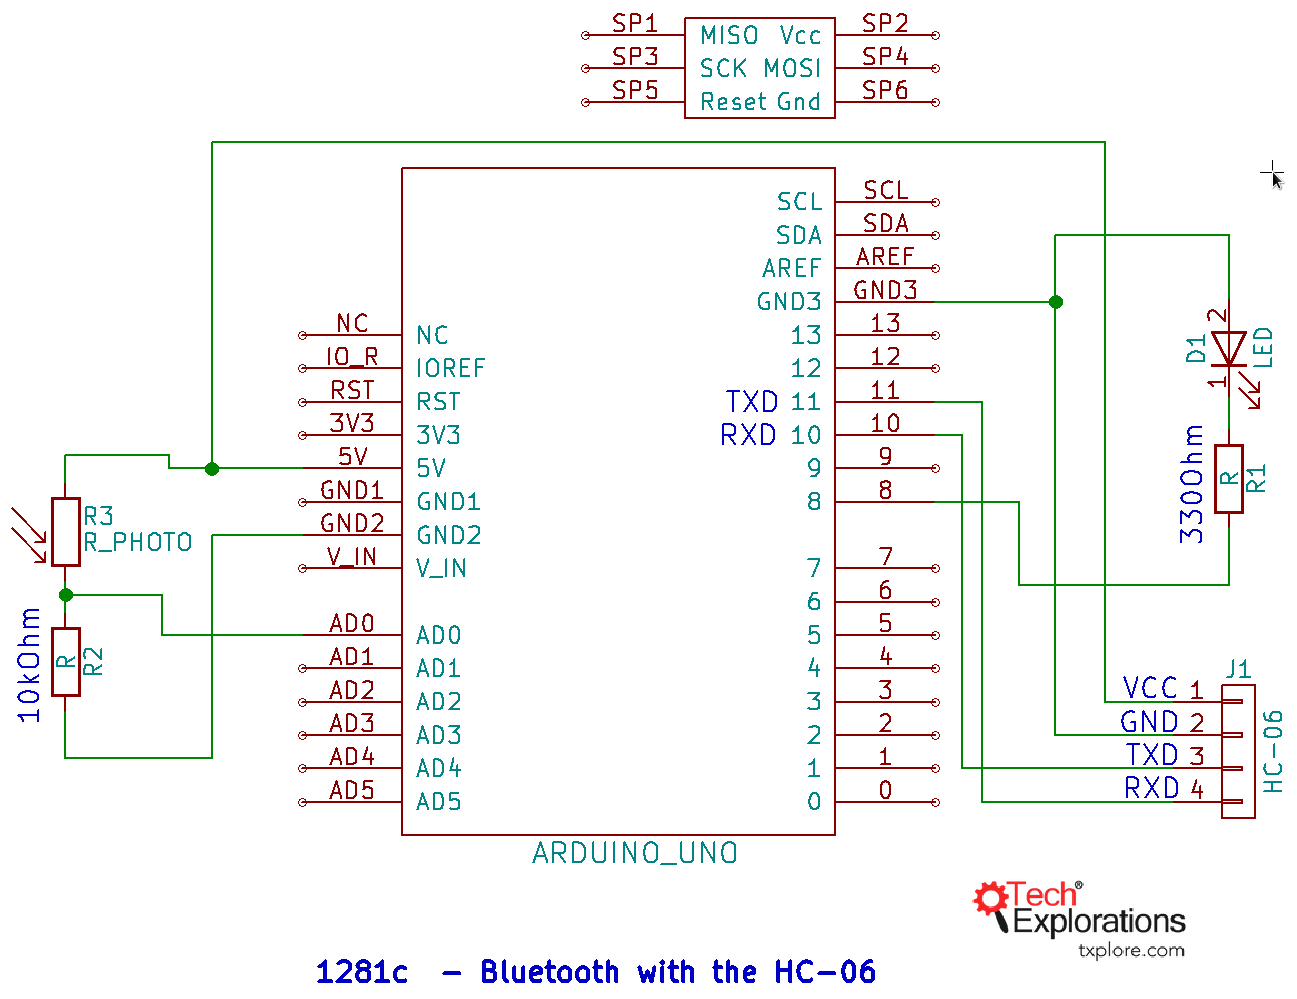 SP1 MISO Vcc SP2
SP3 SCK MOSI SP4
SP5 Reset Gnd SP6
SCL SCL
SDA SDA
AREF AREF
GND3 GND3
NC NC 13 13
IO_R IOREF 12 12
RST RST TXD 11 11
3V3 3V3 RXD 10 10
5V 5V 9 9
GND1 GND1 8 8
GND2 GND2
V_IN V_IN 7 7
6 6
AD0 AD0 5 5
AD1 AD1 4 4
AD2 AD2 3 3
AD3 AD3 2 2
AD4 AD4 1 1
AD5 AD5 0 0
ARDUINO_UNO
R3
R_PHOTO
10kOhm
R
R2
2
D1
LED
1
330Ohm
R
R1
J1
VCC 1
GND 2
TXD 3
RXD 4
HC-06
Tech®
Explorations
txplore.com
1281c - Bluetooth with the HC-06